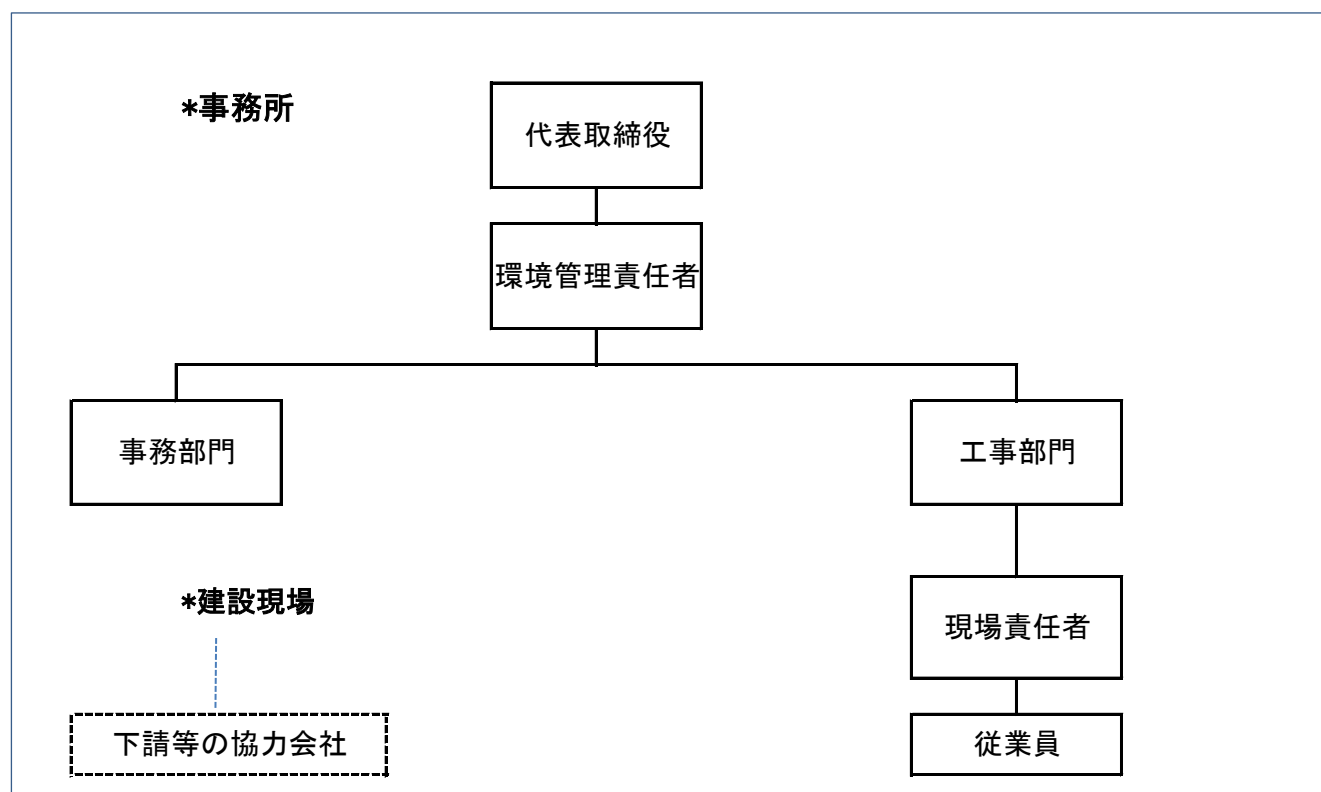 *事務所
代表取締役
環境管理責任者
事務部門
工事部門
*建設現場
現場責任者
下請等の協力会社
従業員